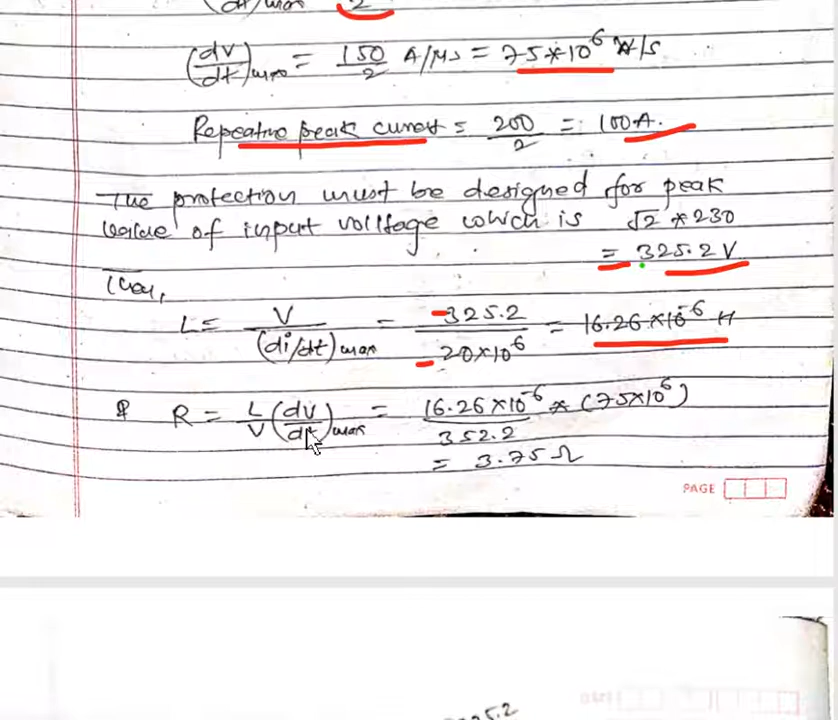 2
(dv/dt)max = 150/2 A/μs = 75*10^6 V/s
Repeative peak curent = 200/2 = 100A.
The protection must be designed for peak
value of input volltage which is √2 *230
= 325.2 V
Then,
L = V/(di/dt)max = 325.2/20×10^6 = 16.26×10^-6 H
& R = L/V (dv/dt)max = 16.26×10^-6/352.2 * (75×10^6)
= 3.75 Ω
PAGE